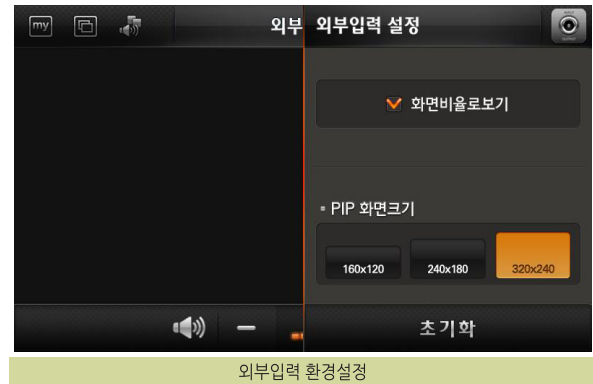 my
외부
외부입력 설정
화면비율로보기
PIP 화면크기
160x120
240x180
320x240
초기화
외부입력 환경설정